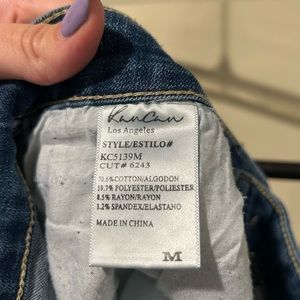 KanCan
Los Angeles
STYLE/ESTILO#
KC5139M
CUT# 6243
70.6% COTTON/ALGODON
19.7% POLYESTER/POLIESTER
8.5% RAYON/RAYON
1.2% SPANDEX/ELASTANO
MADE IN CHINA
M